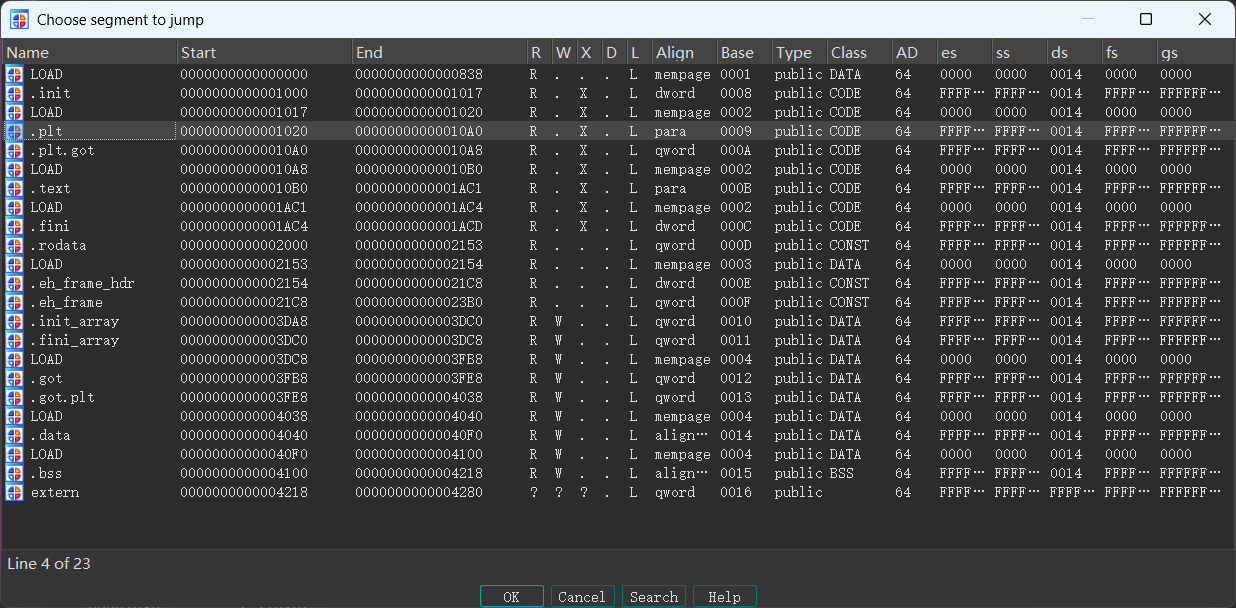 Choose segment to jump
Name Start End R W X D L Align Base Type Class AD es ss ds fs gs
LOAD 0000000000000000 0000000000000838 R . . . L mempage 0001 public DATA 64 0000 0000 0014 0000 0000
.init 0000000000001000 0000000000001017 R . X . L dword 0008 public CODE 64 FFFF… FFFF… 0014 FFFF… FFFFFF…
LOAD 0000000000001017 0000000000001020 R . X . L mempage 0002 public CODE 64 0000 0000 0014 0000 0000
.plt 0000000000001020 00000000000010A0 R . X . L para 0009 public CODE 64 FFFF… FFFF… 0014 FFFF… FFFFFF…
.plt.got 00000000000010A0 00000000000010A8 R . X . L qword 000A public CODE 64 FFFF… FFFF… 0014 FFFF… FFFFFF…
LOAD 00000000000010A8 00000000000010B0 R . X . L mempage 0002 public CODE 64 0000 0000 0014 0000 0000
.text 00000000000010B0 0000000000001AC1 R . X . L para 000B public CODE 64 FFFF… FFFF… 0014 FFFF… FFFFFF…
LOAD 0000000000001AC1 0000000000001AC4 R . X . L mempage 0002 public CODE 64 0000 0000 0014 0000 0000
.fini 0000000000001AC4 0000000000001ACD R . X . L dword 000C public CODE 64 FFFF… FFFF… 0014 FFFF… FFFFFF…
.rodata 0000000000002000 0000000000002153 R . . . L qword 000D public CONST 64 FFFF… FFFF… 0014 FFFF… FFFFFF…
LOAD 0000000000002153 0000000000002154 R . . . L mempage 0003 public DATA 64 0000 0000 0014 0000 0000
.eh_frame_hdr 0000000000002154 00000000000021C8 R . . . L dword 000E public CONST 64 FFFF… FFFF… 0014 FFFF… FFFFFF…
.eh_frame 00000000000021C8 00000000000023B0 R . . . L qword 000F public CONST 64 FFFF… FFFF… 0014 FFFF… FFFFFF…
.init_array 0000000000003DA8 0000000000003DC0 R W . . L qword 0010 public DATA 64 FFFF… FFFF… 0014 FFFF… FFFFFF…
.fini_array 0000000000003DC0 0000000000003DC8 R W . . L qword 0011 public DATA 64 FFFF… FFFF… 0014 FFFF… FFFFFF…
LOAD 0000000000003DC8 0000000000003FB8 R W . . L mempage 0004 public DATA 64 0000 0000 0014 0000 0000
.got 0000000000003FB8 0000000000003FE8 R W . . L qword 0012 public DATA 64 FFFF… FFFF… 0014 FFFF… FFFFFF…
.got.plt 0000000000003FE8 0000000000004038 R W . . L qword 0013 public DATA 64 FFFF… FFFF… 0014 FFFF… FFFFFF…
LOAD 0000000000004038 0000000000004040 R W . . L mempage 0004 public DATA 64 0000 0000 0014 0000 0000
.data 0000000000004040 00000000000040F0 R W . . L align… 0014 public DATA 64 FFFF… FFFF… 0014 FFFF… FFFFFF…
LOAD 00000000000040F0 0000000000004100 R W . . L mempage 0004 public DATA 64 0000 0000 0014 0000 0000
.bss 0000000000004100 0000000000004218 R W . . L align… 0015 public BSS 64 FFFF… FFFF… 0014 FFFF… FFFFFF…
extern 0000000000004218 0000000000004280 ? ? ? . L qword 0016 public 64 FFFF… FFFF… FFFF… FFFF… FFFFFF…
Line 4 of 23
OK Cancel Search Help